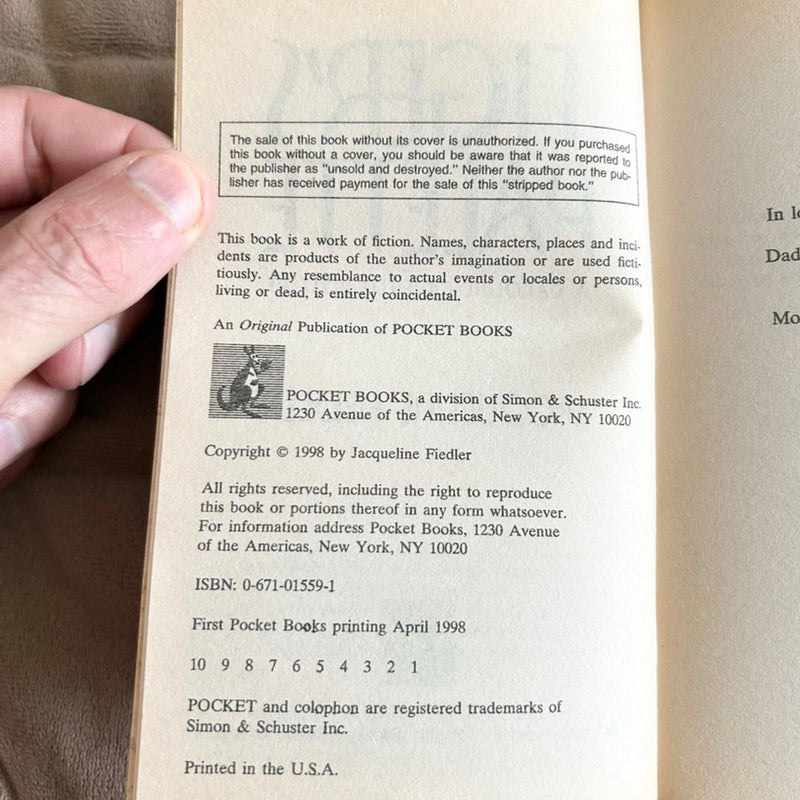 The sale of this book without its cover is unauthorized. If you purchased
this book without a cover, you should be aware that it was reported to
the publisher as "unsold and destroyed." Neither the author nor the pub-
lisher has received payment for the sale of this "stripped book."
This book is a work of fiction. Names, characters, places and inci-
dents are products of the author's imagination or are used ficti-
tiously. Any resemblance to actual events or locales or persons,
living or dead, is entirely coincidental.
An Original Publication of POCKET BOOKS
POCKET BOOKS, a division of Simon & Schuster Inc.
1230 Avenue of the Americas, New York, NY 10020
Copyright © 1998 by Jacqueline Fiedler
All rights reserved, including the right to reproduce
this book or portions thereof in any form whatsoever.
For information address Pocket Books, 1230 Avenue
of the Americas, New York, NY 10020
ISBN: 0-671-01559-1
First Pocket Books printing April 1998
10 9 8 7 6 5 4 3 2 1
POCKET and colophon are registered trademarks of
Simon & Schuster Inc.
Printed in the U.S.A.
In
Dad
Mo